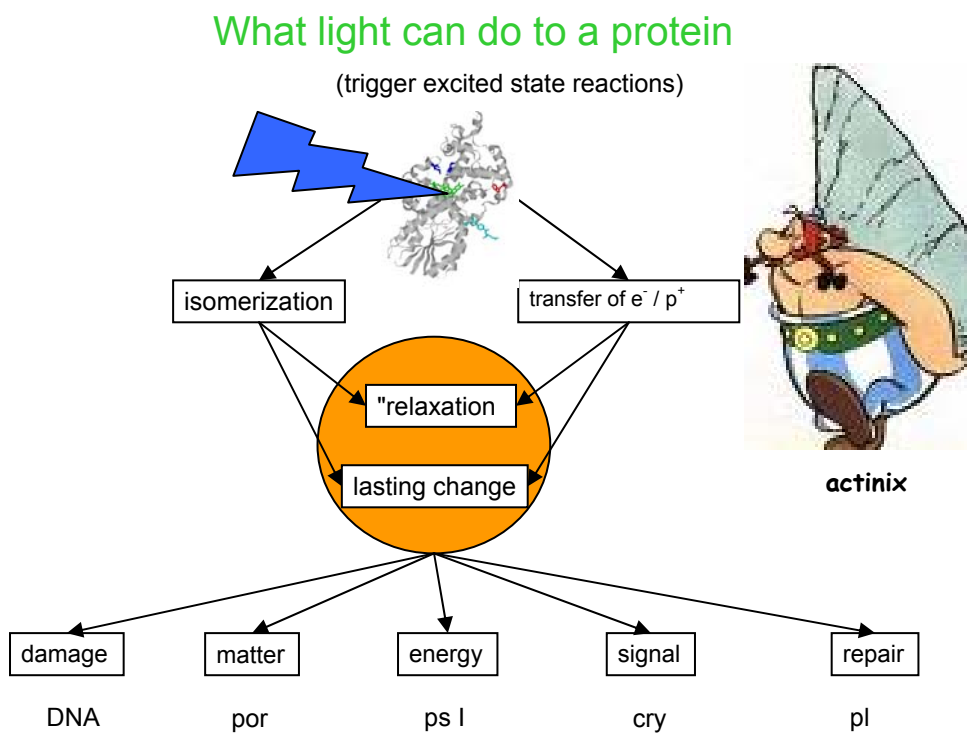 What light can do to a protein
(trigger excited state reactions)
isomerization
transfer of e⁻ / p⁺
"relaxation
lasting change
actinix
damage matter energy signal repair
DNA por ps I cry pl